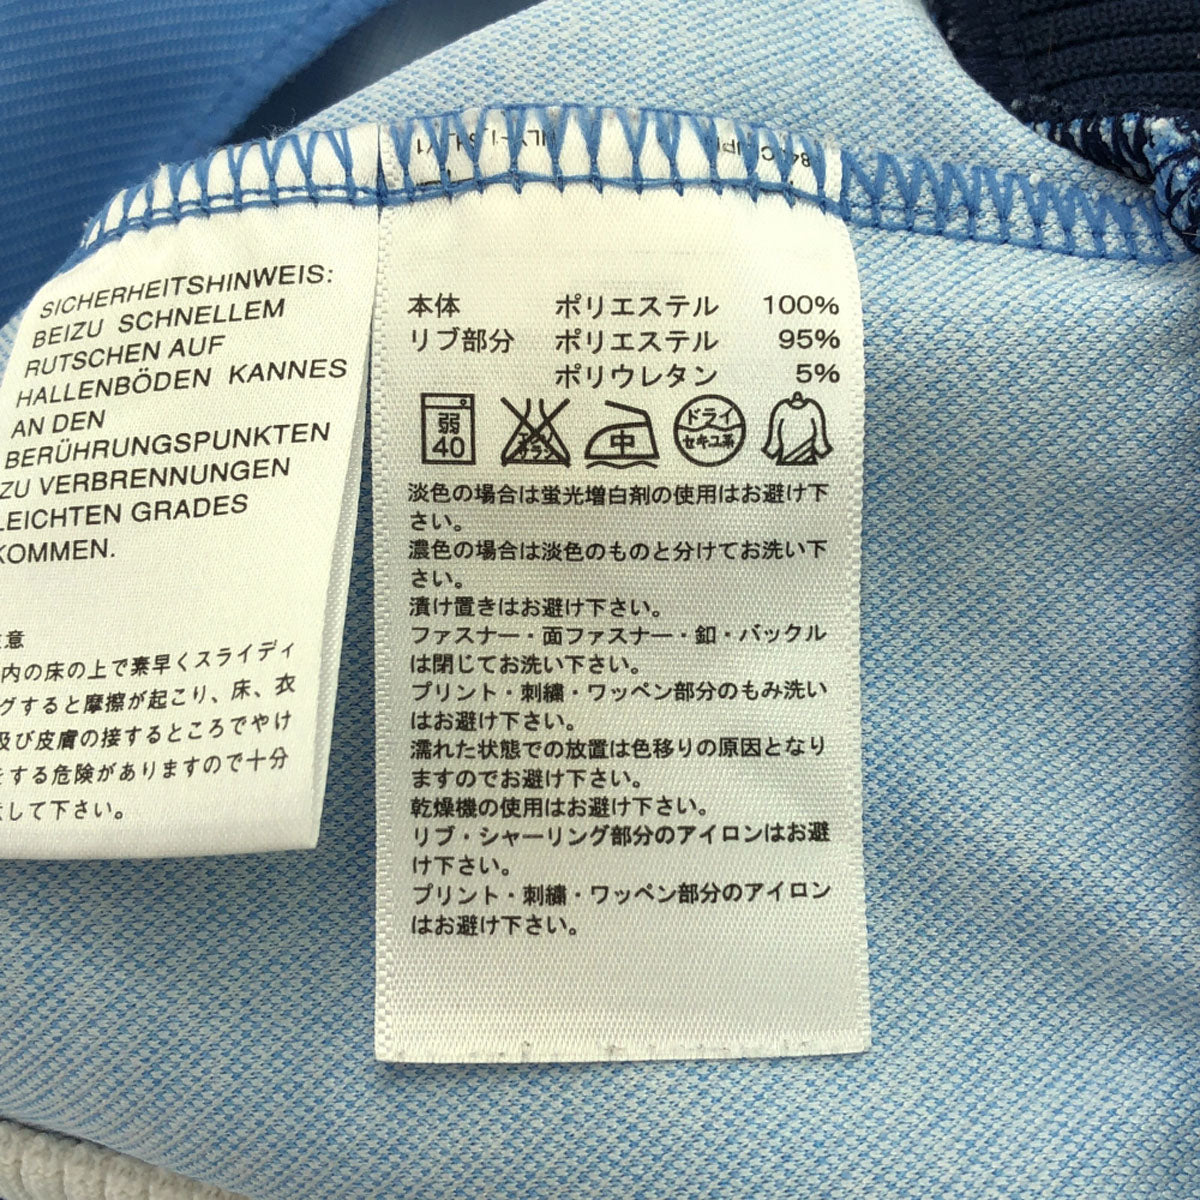 SICHERHEITSHINWEIS:
BEIZU SCHNELLEM
RUTSCHEN AUF
HALLENBÖDEN KANNES
AN DEN
BERÜHRUNGSPUNKTEN
ZU VERBRENNUNGEN
LEICHTEN GRADES
KOMMEN.
意
内の床の上で素早くスライディ
グすると摩擦が起こり、床、衣
及び皮膚の接するところでやけ
をする危険がありますので十分
して下さい。
本体 ポリエステル 100%
リブ部分 ポリエステル 95%
ポリウレタン 5%
弱
40
エンソ
サラシ
中
ドライ
セキユ系
淡色の場合は蛍光増白剤の使用はお避け下
さい。
濃色の場合は淡色のものと分けてお洗い下
さい。
漬け置きはお避け下さい。
ファスナー・面ファスナー・釦・バックル
は閉じてお洗い下さい。
プリント・刺繍・ワッペン部分のもみ洗い
はお避け下さい。
濡れた状態での放置は色移りの原因となり
ますのでお避け下さい。
乾燥機の使用はお避け下さい。
リブ・シャーリング部分のアイロンはお避
け下さい。
プリント・刺繍・ワッペン部分のアイロン
はお避け下さい。